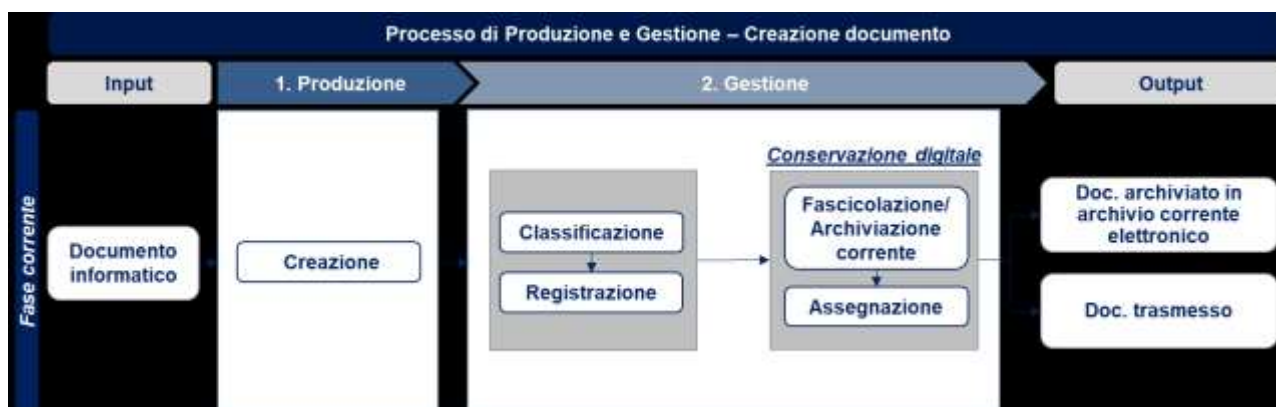 Processo di Produzione e Gestione – Creazione documento
Input
1. Produzione
2. Gestione
Output
Fase corrente
Documento
informatico
Creazione
Classificazione
Registrazione
Conservazione digitale
Fascicolazione/
Archiviazione
corrente
Assegnazione
Doc. archiviato in
archivio corrente
elettronico
Doc. trasmesso